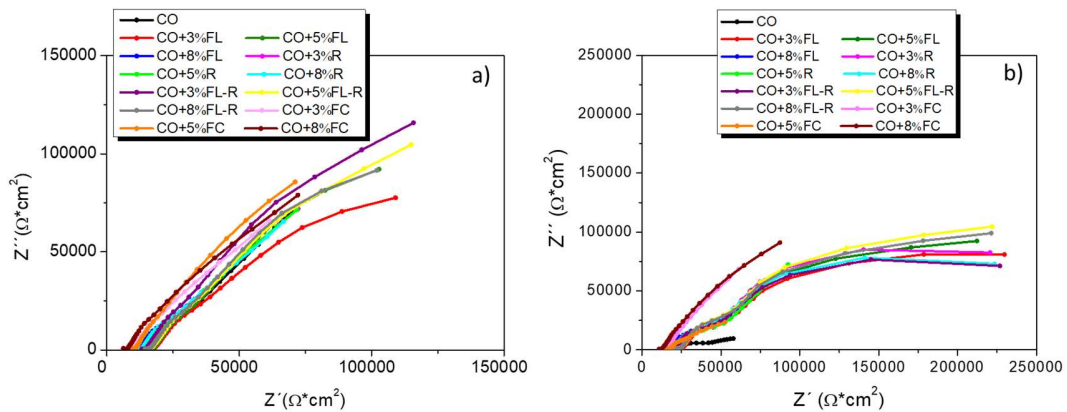 CO
CO+3%FL CO+5%FL
CO+8%FL CO+3%R
CO+5%R CO+8%R
CO+3%FL-R CO+5%FL-R
CO+8%FL-R CO+3%FC
CO+5%FC CO+8%FC
a)
150000
100000
50000
0
Z´´(Ω*cm2)
0 50000 100000 150000
Z´(Ω*cm2)
CO
CO+3%FL CO+5%FL
CO+8%FL CO+3%R
CO+5%R CO+8%R
CO+3%FL-R CO+5%FL-R
CO+8%FL-R CO+3%FC
CO+5%FC CO+8%FC
b)
250000
200000
150000
100000
50000
0
Z´´ (Ω*cm2)
0 50000 100000 150000 200000 250000
Z´ (Ω*cm2)